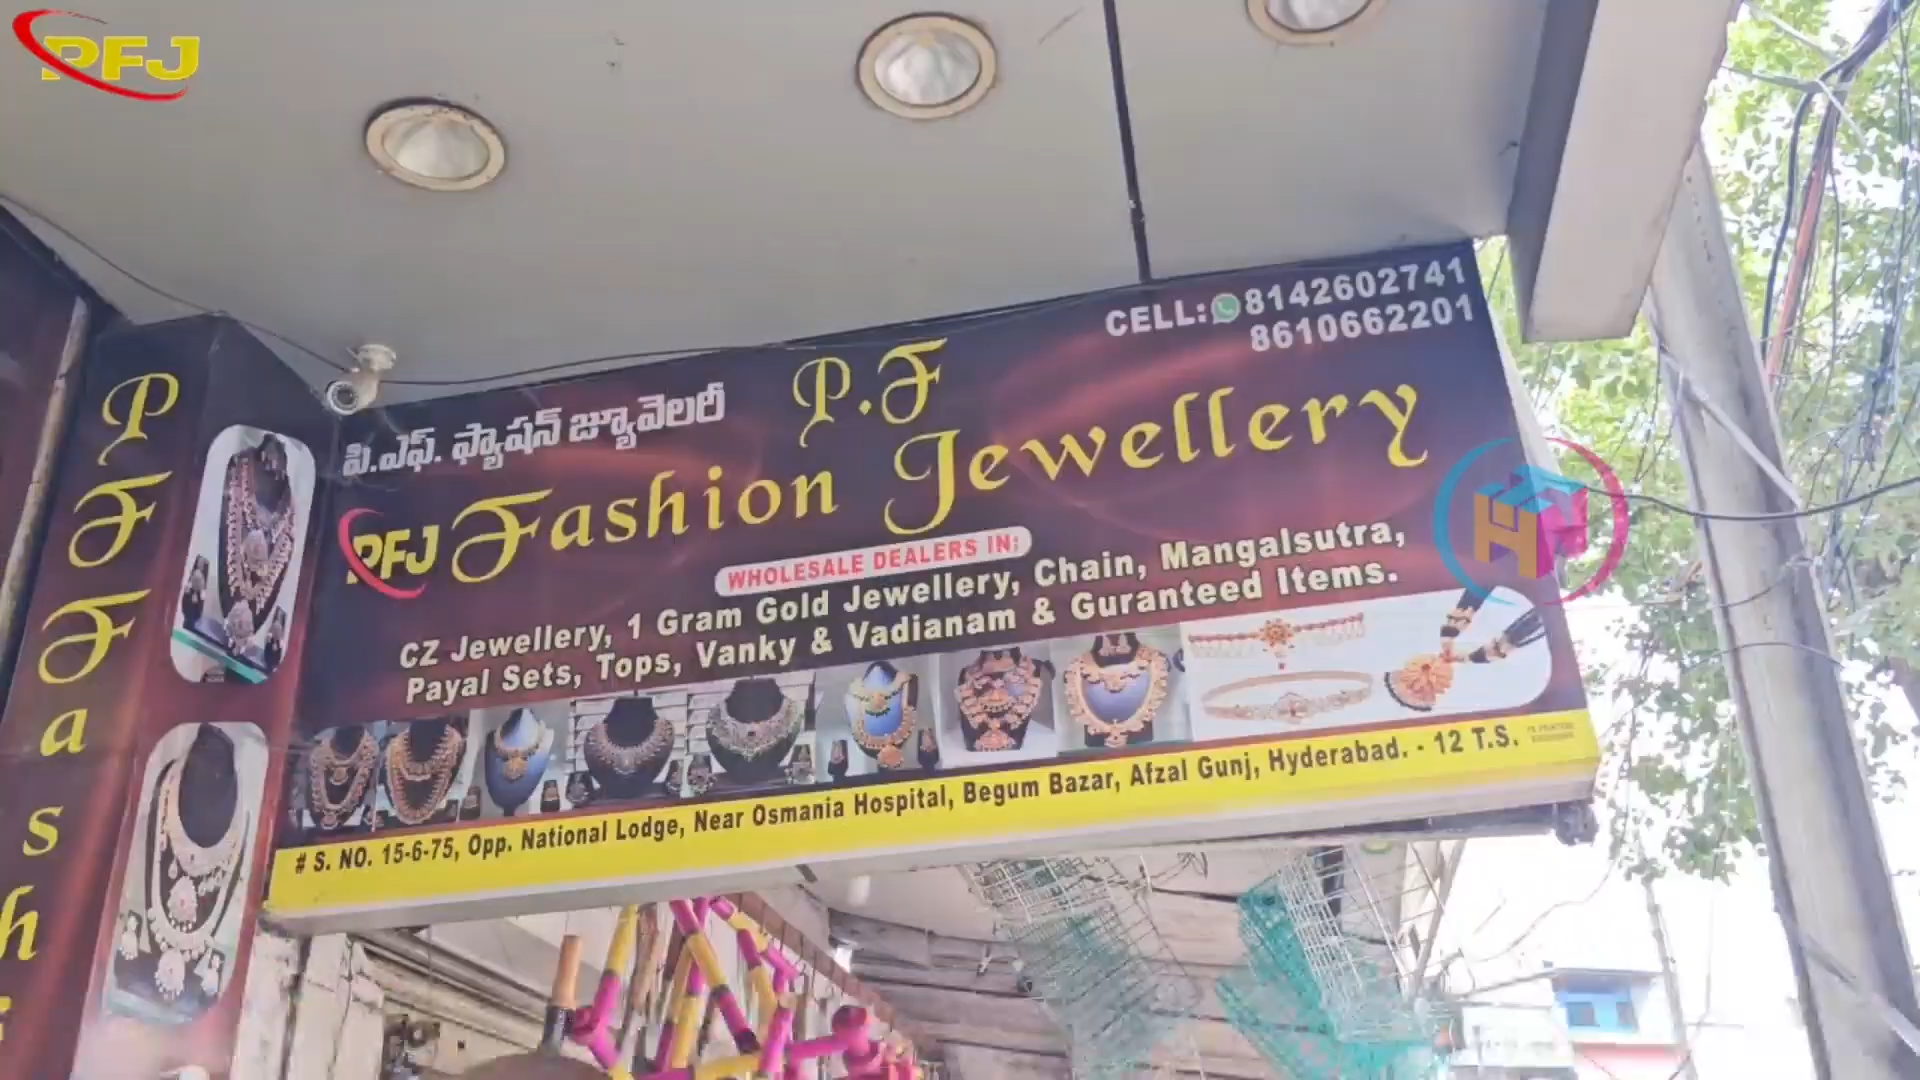 PFJ
CELL: 8142602741
8610662201
పి.ఎఫ్. ఫ్యాషన్ జ్యూవెలరీ
P.F
PFJ Fashion Jewellery
WHOLESALE DEALERS IN:
CZ Jewellery, 1 Gram Gold Jewellery, Chain, Mangalsutra,
Payal Sets, Tops, Vanky & Vadianam & Guranteed Items.
# S. NO. 15-6-75, Opp. National Lodge, Near Osmania Hospital, Begum Bazar, Afzal Gunj, Hyderabad. - 12 T.S.
P
F
F
a
s
h